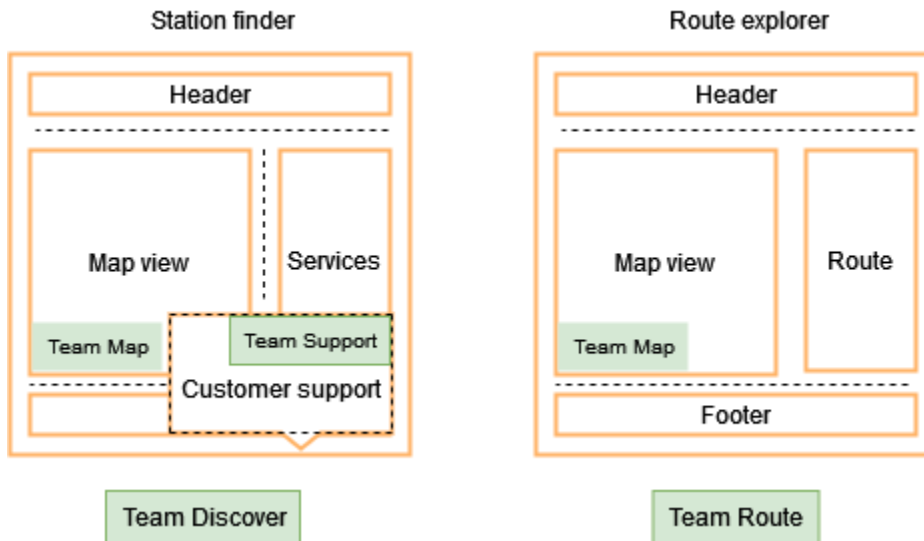 Station finder
Header
Map view
Services
Team Map
Team Support
Customer support
Team Discover
Route explorer
Header
Map view
Route
Team Map
Footer
Team Route